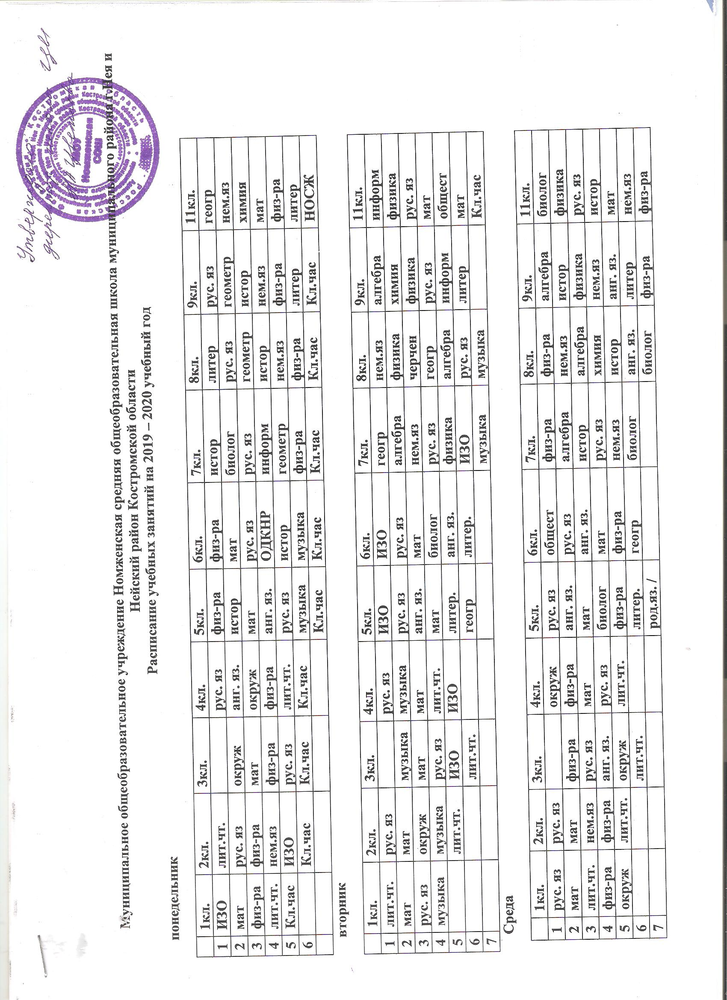 Утверждаю
Муниципальное общеобразовательное учреждение Номженская средняя общеобразовательная школа муниципального района г.Нея и
Нейский район Костромской области
Расписание учебных занятий на 2019 – 2020 учебный год
понедельник
1кл. 2кл. 3кл. 4кл. 5кл. 6кл. 7кл. 8кл. 9кл. 11кл.
1 ИЗО лит.чт. рус. яз физ-ра физ-ра истор литер рус. яз геогр
2 мат рус. яз окруж анг. яз. истор мат биолог рус. яз геометр нем.яз
3 физ-ра физ-ра мат окруж мат рус. яз рус. яз геометр истор химия
4 лит.чт. нем.яз физ-ра физ-ра анг. яз. ОДКНР информ истор нем.яз мат
5 Кл.час ИЗО рус. яз лит.чт. рус. яз истор геометр нем.яз физ-ра физ-ра
6 Кл.час Кл.час Кл.час музыка музыка физ-ра физ-ра литер литер
Кл.час Кл.час Кл.час Кл.час Кл.час НОСЖ
вторник
1кл. 2кл. 3кл. 4кл. 5кл. 6кл. 7кл. 8кл. 9кл. 11кл.
1 лит.чт. рус. яз рус. яз ИЗО ИЗО геогр нем.яз алгебра информ
2 мат мат музыка музыка рус. яз рус. яз алгебра физика химия физика
3 рус. яз окруж мат мат анг. яз. мат нем.яз черчен физика рус. яз
4 музыка музыка рус. яз лит.чт. мат биолог рус. яз геогр рус. яз мат
5 лит.чт. ИЗО ИЗО литер. анг. яз. физика алгебра информ общест
6 лит.чт. геогр литер. ИЗО рус. яз литер мат
7 музыка музыка Кл.час
Среда
1кл. 2кл. 3кл. 4кл. 5кл. 6кл. 7кл. 8кл. 9кл. 11кл.
1 рус. яз рус. яз окруж рус. яз общест физ-ра физ-ра алгебра биолог
2 мат мат физ-ра физ-ра анг. яз. рус. яз алгебра нем.яз истор физика
3 лит.чт. нем.яз рус. яз мат мат анг. яз. истор алгебра физика рус. яз
4 физ-ра физ-ра анг. яз. рус. яз биолог мат рус. яз химия нем.яз истор
5 окруж лит.чт. окруж лит.чт. физ-ра физ-ра нем.яз истор анг. яз. мат
6 лит.чт. литер. геогр биолог анг. яз. литер нем.яз
7 род.яз. / биолог физ-ра физ-ра
Номженская
СОШ